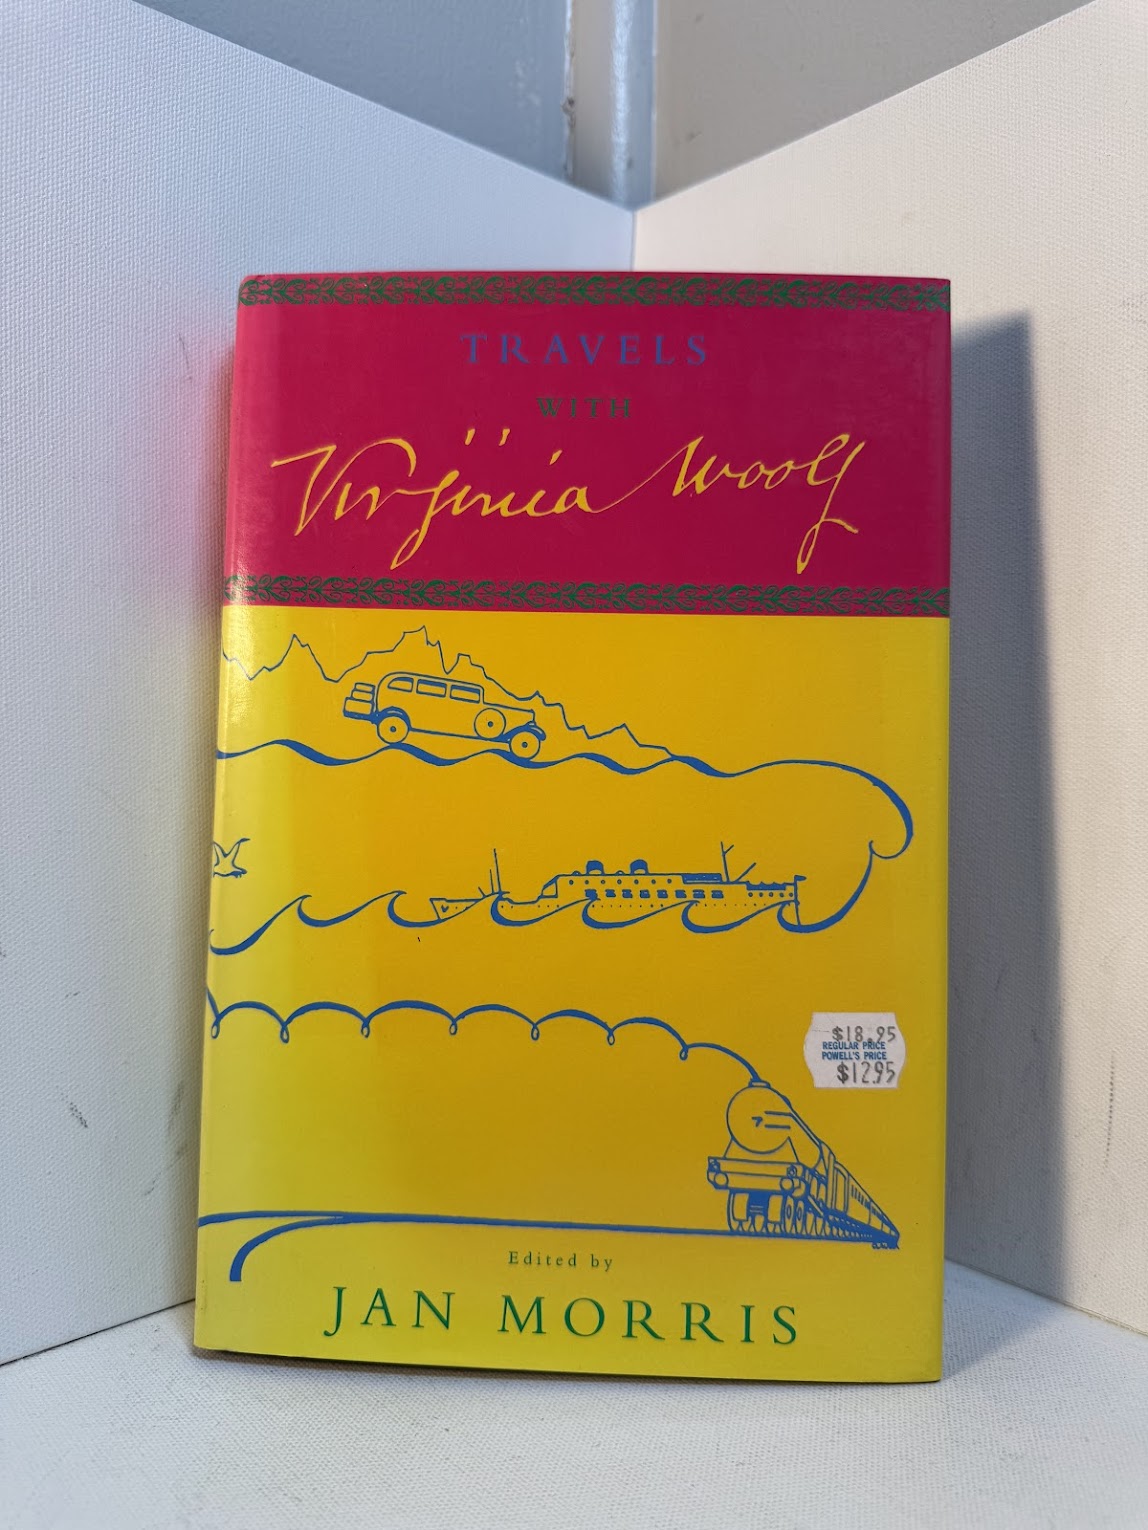 TRAVELS
WITH
Virginia Woolf
$18.95
REGULAR PRICE
POWELL'S PRICE
$12.95
Edited by
JAN MORRIS